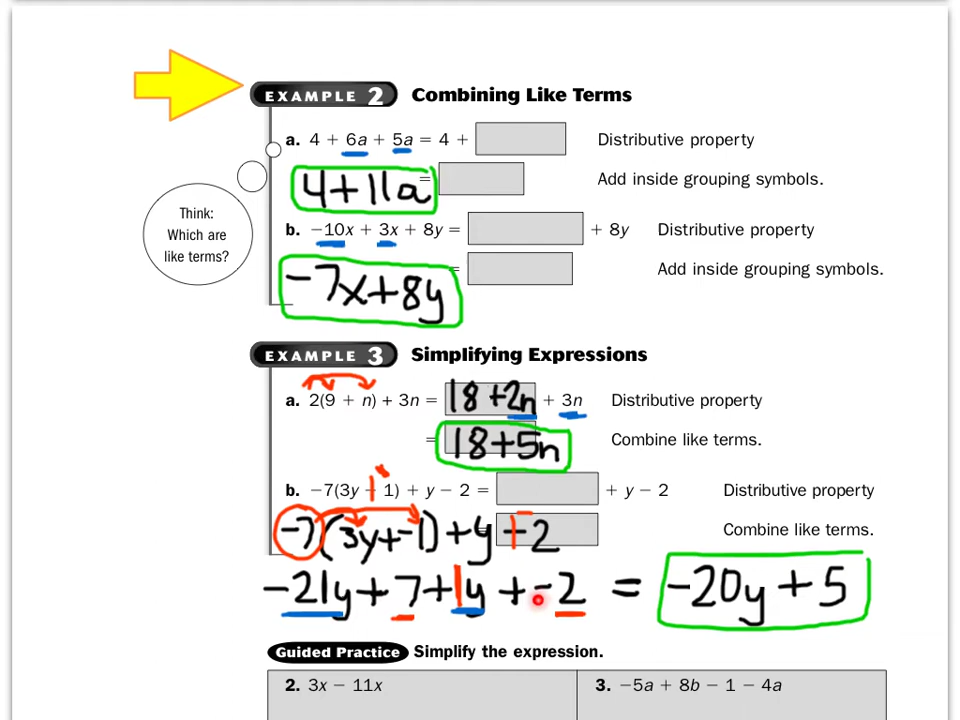 EXAMPLE 2 Combining Like Terms
a. 4 + 6a + 5a = 4 + Distributive property
4+11a = Add inside grouping symbols.
Think:
Which are
like terms?
b. −10x + 3x + 8y = + 8y Distributive property
-7x+8y = Add inside grouping symbols.
EXAMPLE 3 Simplifying Expressions
a. 2(9 + n) + 3n = 18+2n + 3n Distributive property
= 18+5n Combine like terms.
b. −7(3y − 1) + y − 2 = + y − 2 Distributive property
-7(3y+-1)+y+-2 = Combine like terms.
-21y+7+1y+-2 = -20y+5
Guided Practice Simplify the expression.
2. 3x − 11x 3. −5a + 8b − 1 − 4a